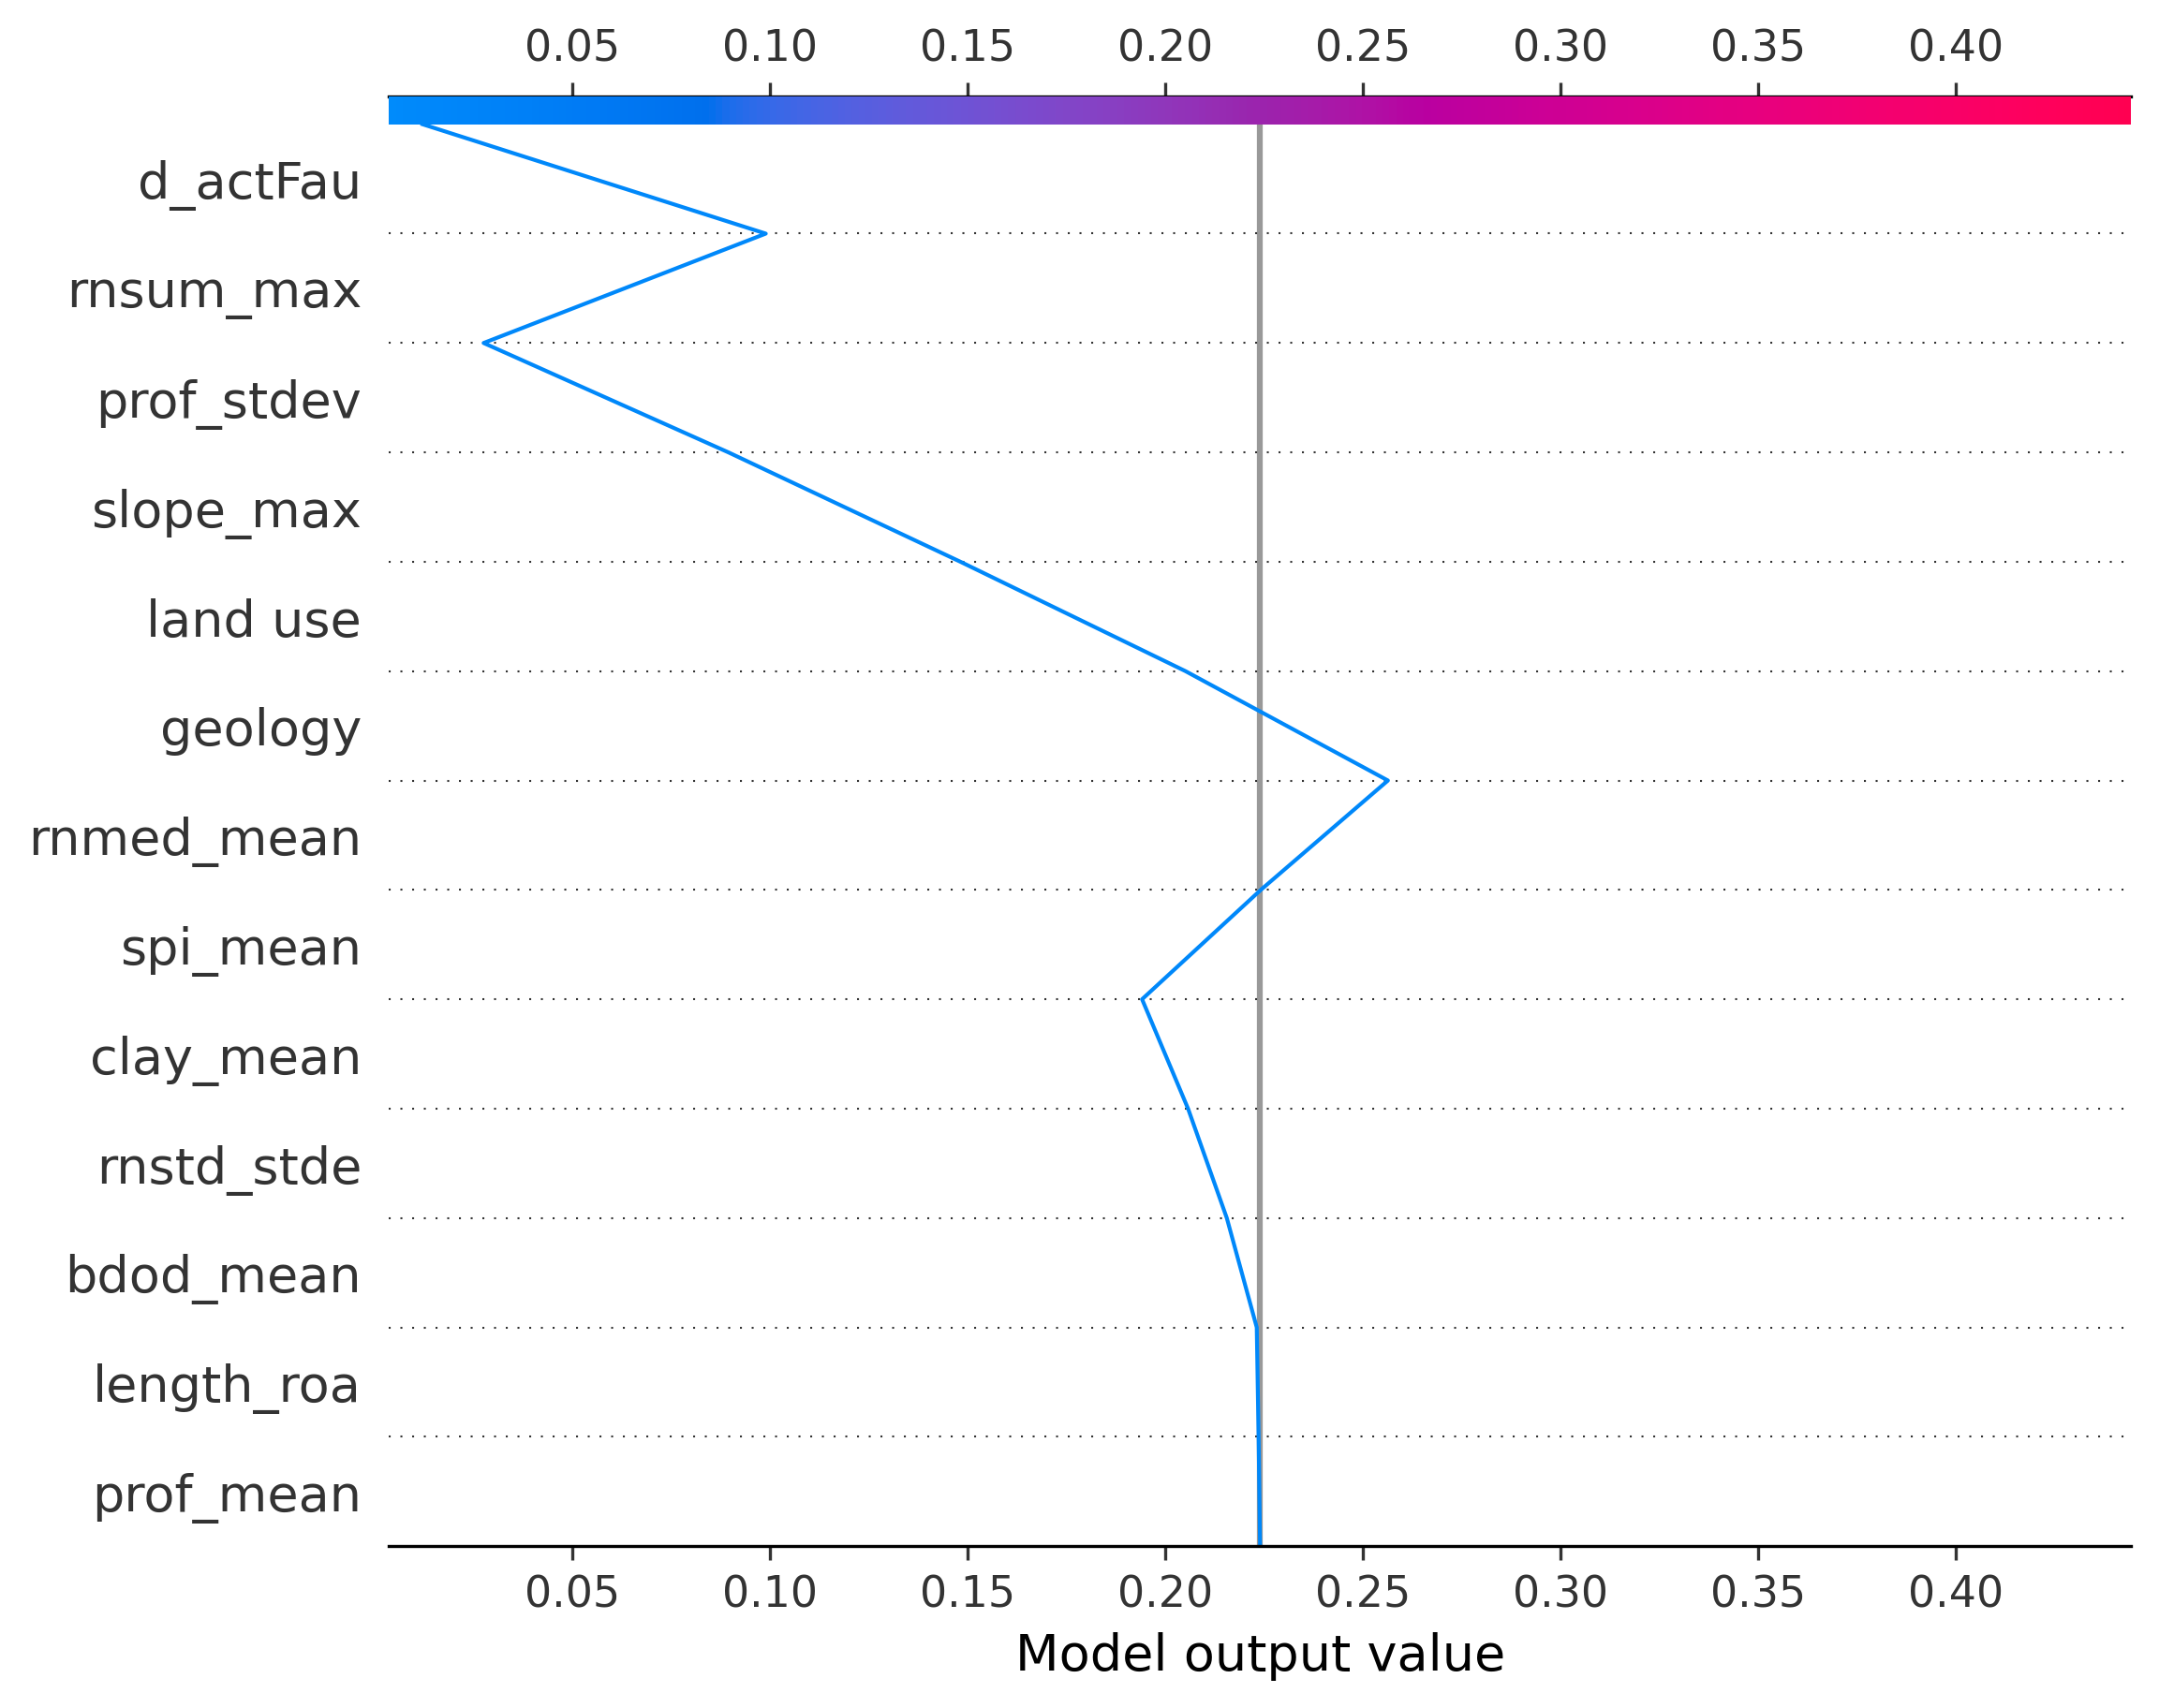 0.05 0.10 0.15 0.20 0.25 0.30 0.35 0.40
d_actFau
rnsum_max
prof_stdev
slope_max
land use
geology
rnmed_mean
spi_mean
clay_mean
rnstd_stde
bdod_mean
length_roa
prof_mean
0.05 0.10 0.15 0.20 0.25 0.30 0.35 0.40
Model output value